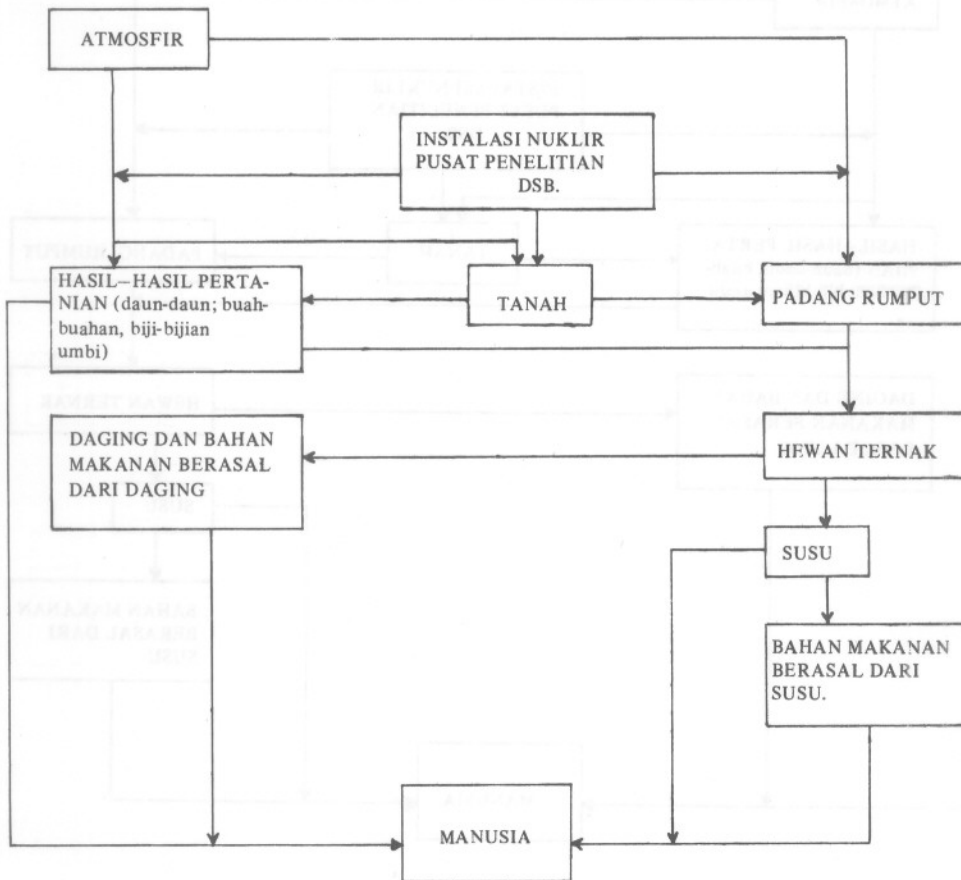 ATMOSFIR
INSTALASI NUKLIR
PUSAT PENELITIAN
DSB.
HASIL–HASIL PERTA-
NIAN (daun-daun; buah-
buahan, biji-bijian
umbi)
TANAH
PADANG RUMPUT
DAGING DAN BAHAN
MAKANAN BERASAL
DARI DAGING
HEWAN TERNAK
SUSU
BAHAN MAKANAN
BERASAL DARI
SUSU.
MANUSIA